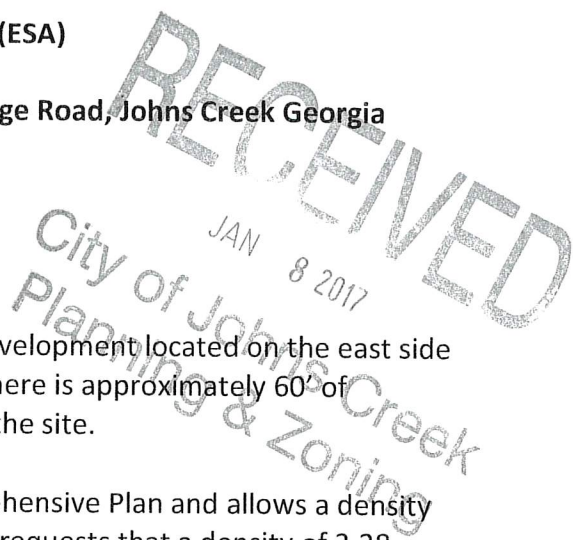 (ESA)
ge Road, Johns Creek Georgia
RECEIVED
JAN 8 2017
City of Johns Creek
Planning & Zoning
velopment located on the east side
here is approximately 60' of
the site.
hensive Plan and allows a density
requests that a density of 2.28